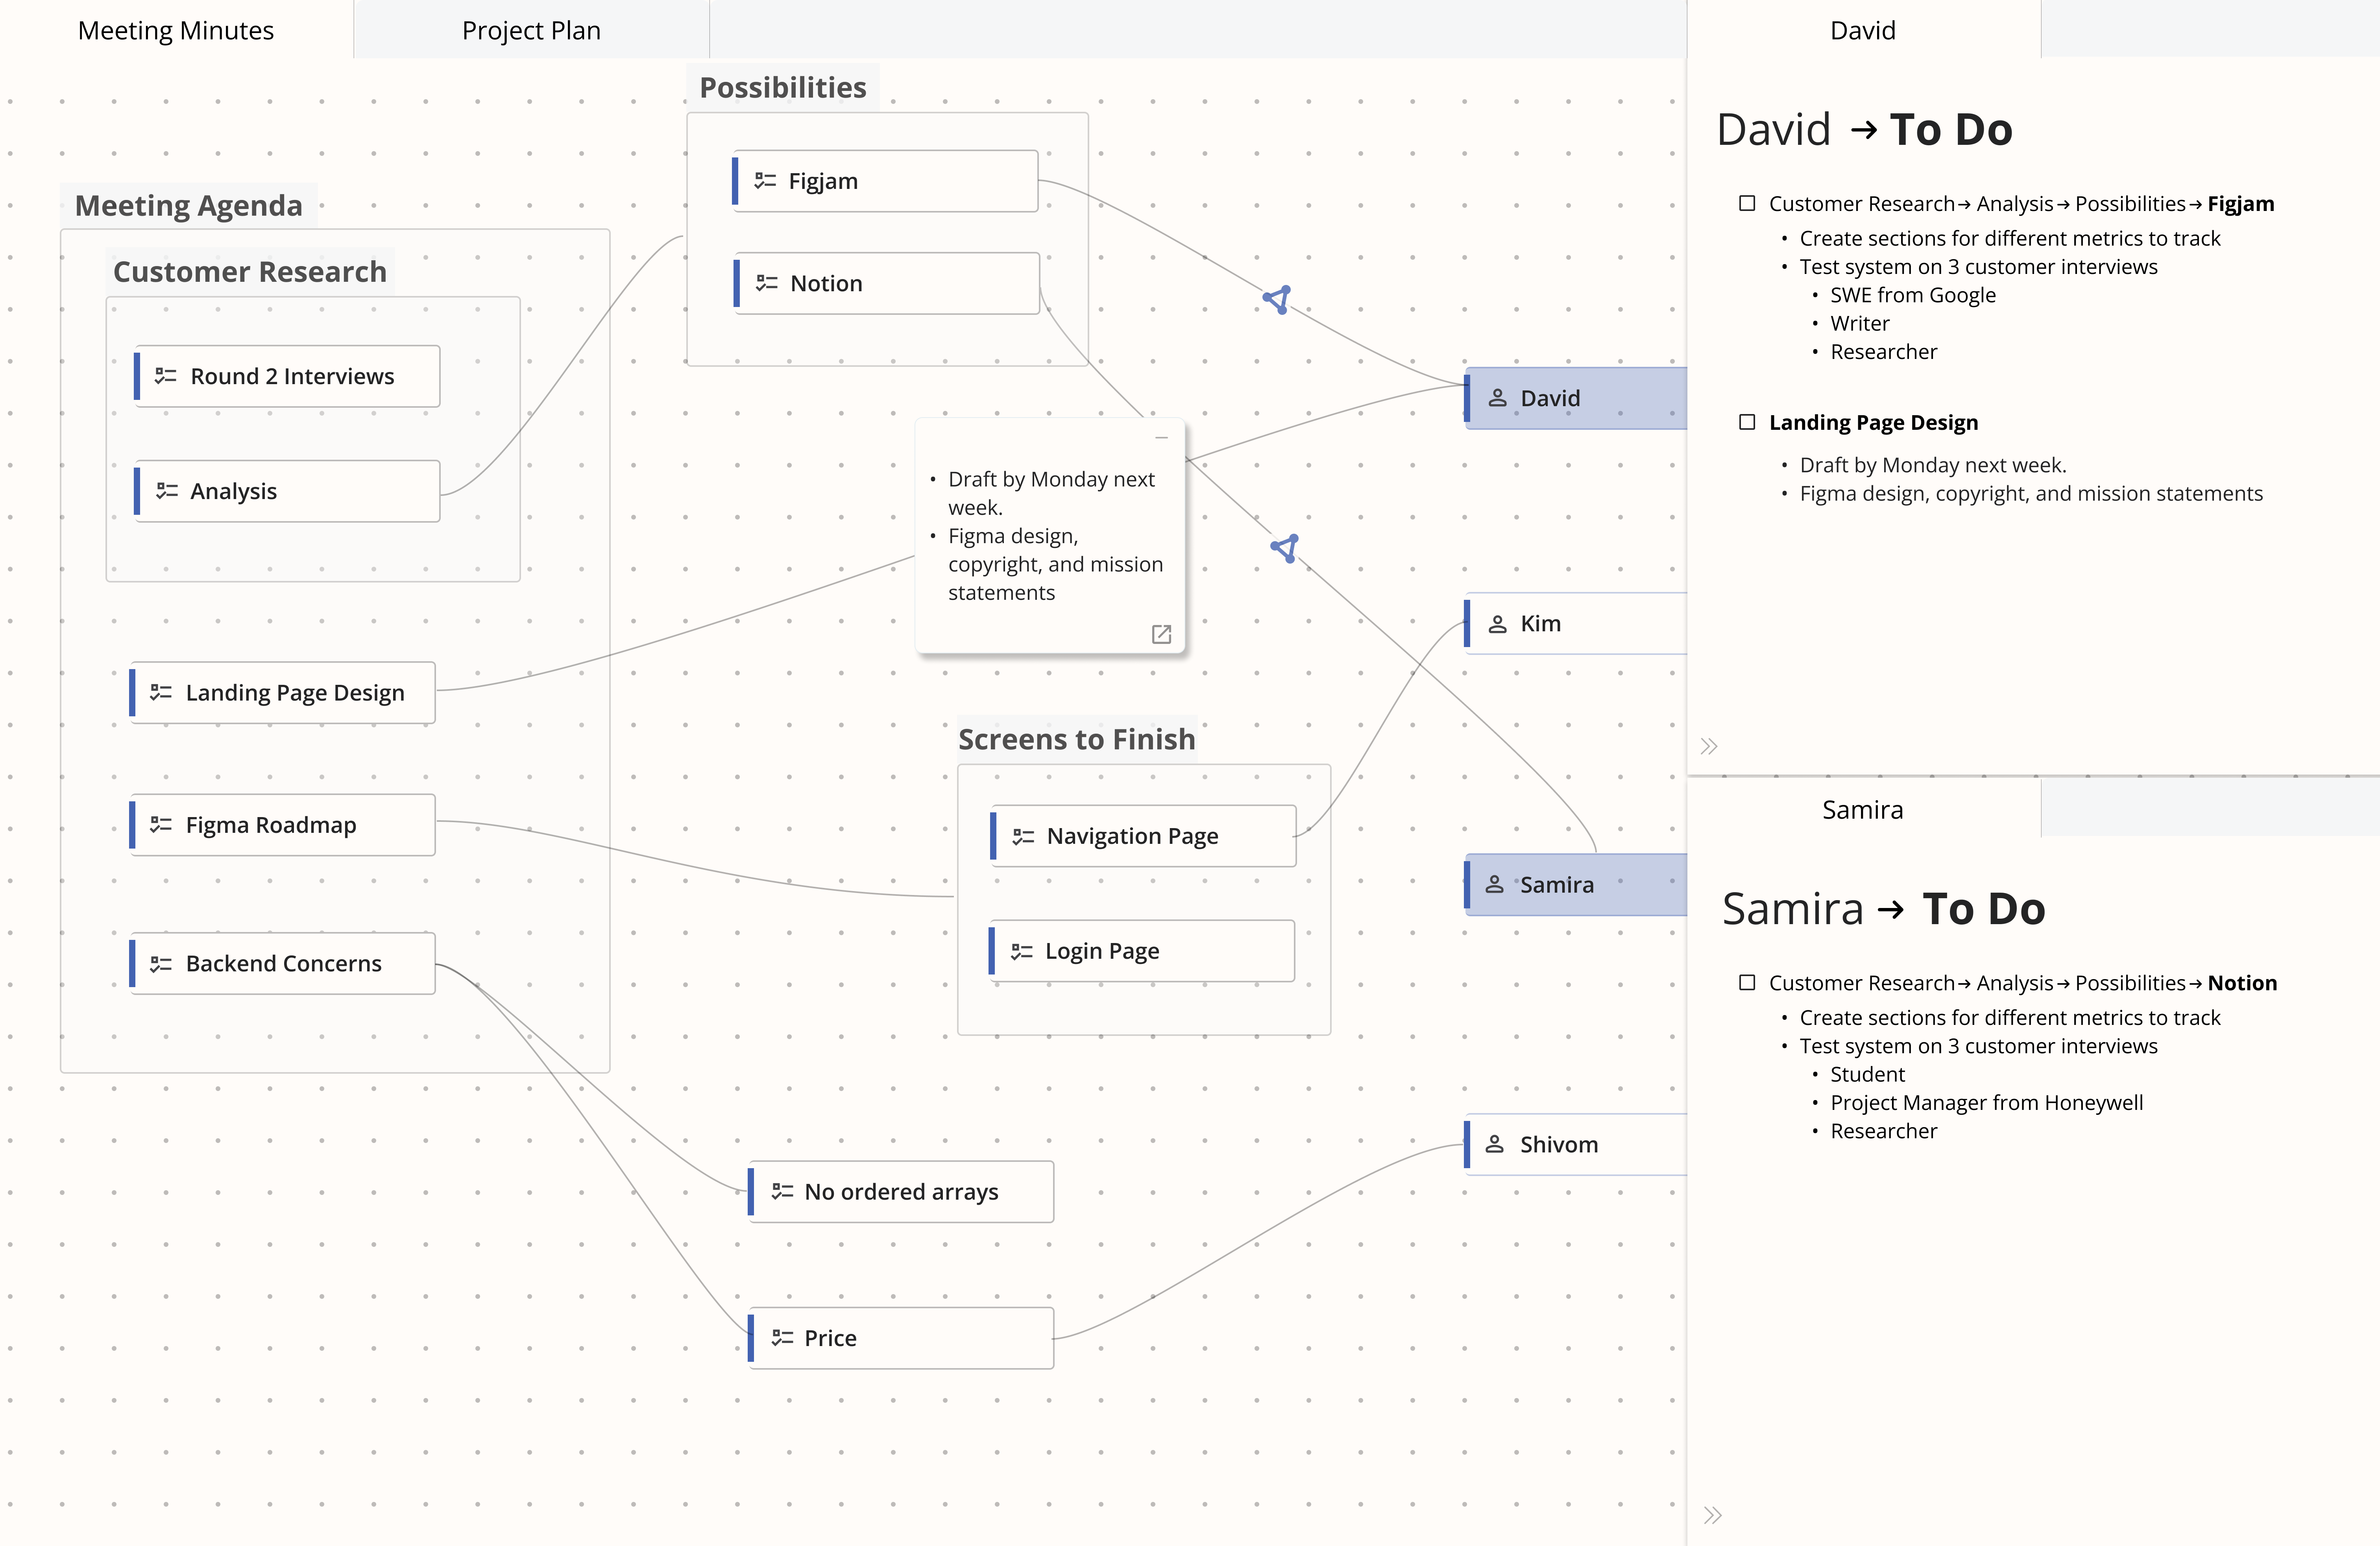 Meeting Minutes
Project Plan
Possibilities
Figjam
Notion
Meeting Agenda
Customer Research
Round 2 Interviews
Analysis
Landing Page Design
Figma Roadmap
Backend Concerns
• Draft by Monday next
week.
• Figma design,
copyright, and mission
statements
Screens to Finish
Navigation Page
Login Page
No ordered arrays
Price
David
Kim
Samira
Shivom
David
David → To Do
Customer Research → Analysis → Possibilities → Figjam
• Create sections for different metrics to track
• Test system on 3 customer interviews
• SWE from Google
• Writer
• Researcher
Landing Page Design
• Draft by Monday next week.
• Figma design, copyright, and mission statements
Samira
Samira → To Do
Customer Research → Analysis → Possibilities → Notion
• Create sections for different metrics to track
• Test system on 3 customer interviews
• Student
• Project Manager from Honeywell
• Researcher